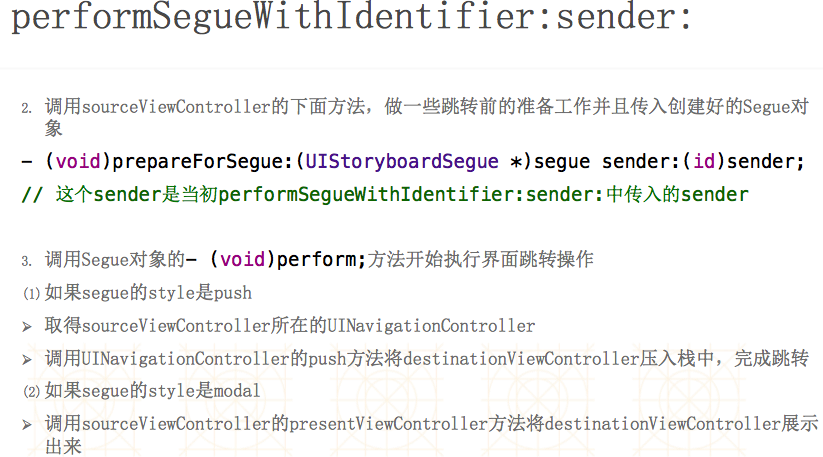 performSegueWithIdentifier:sender:
2. 调用sourceViewController的下面方法，做一些跳转前的准备工作并且传入创建好的Segue对
象
- (void)prepareForSegue:(UIStoryboardSegue *)segue sender:(id)sender;
// 这个sender是当初performSegueWithIdentifier:sender:中传入的sender
3. 调用Segue对象的- (void)perform;方法开始执行界面跳转操作
(1) 如果segue的style是push
➢ 取得sourceViewController所在的UINavigationController
➢ 调用UINavigationController的push方法将destinationViewController压入栈中，完成跳转
(2) 如果segue的style是modal
➢ 调用sourceViewController的presentViewController方法将destinationViewController展示
出来